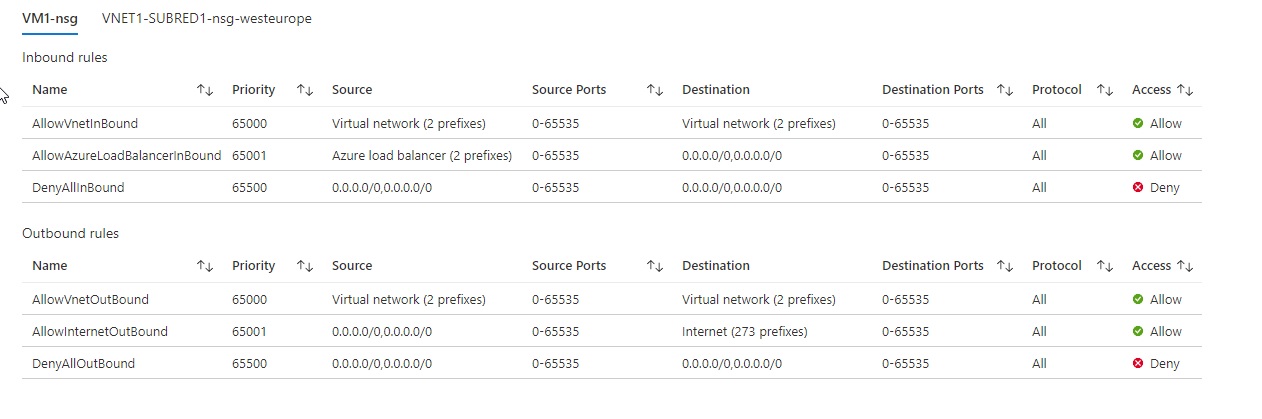 VM1-nsg VNET1-SUBRED1-nsg-westeurope
Inbound rules
Name Priority Source Source Ports Destination Destination Ports Protocol Access
AllowVnetInBound 65000 Virtual network (2 prefixes) 0-65535 Virtual network (2 prefixes) 0-65535 All Allow
AllowAzureLoadBalancerInBound 65001 Azure load balancer (2 prefixes) 0-65535 0.0.0.0/0,0.0.0.0/0 0-65535 All Allow
DenyAllInBound 65500 0.0.0.0/0,0.0.0.0/0 0-65535 0.0.0.0/0,0.0.0.0/0 0-65535 All Deny
Outbound rules
Name Priority Source Source Ports Destination Destination Ports Protocol Access
AllowVnetOutBound 65000 Virtual network (2 prefixes) 0-65535 Virtual network (2 prefixes) 0-65535 All Allow
AllowInternetOutBound 65001 0.0.0.0/0,0.0.0.0/0 0-65535 Internet (273 prefixes) 0-65535 All Allow
DenyAllOutBound 65500 0.0.0.0/0,0.0.0.0/0 0-65535 0.0.0.0/0,0.0.0.0/0 0-65535 All Deny